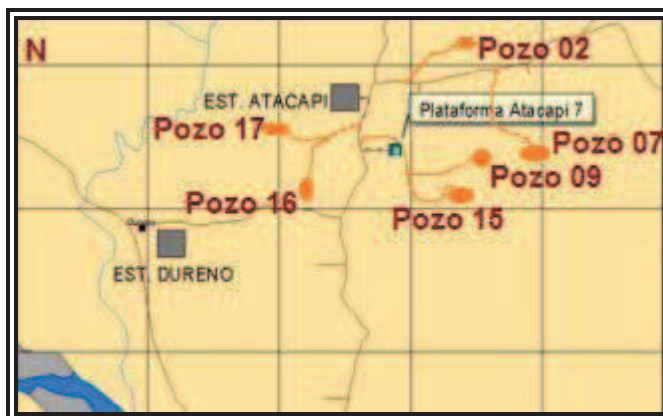 N
Pozo 02
EST. ATACAPI
Plataforma Atacapi 7
Pozo 17
Pozo 07
Pozo 09
Pozo 16
Pozo 15
EST. DURENO